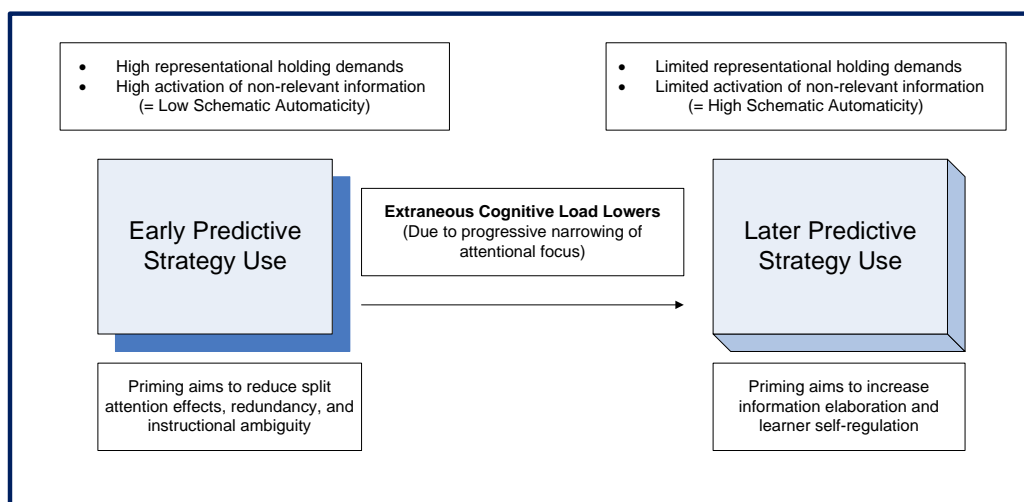 • High representational holding demands
• High activation of non-relevant information
(= Low Schematic Automaticity)
• Limited representational holding demands
• Limited activation of non-relevant information
(= High Schematic Automaticity)
Early Predictive
Strategy Use
Extraneous Cognitive Load Lowers
(Due to progressive narrowing of
attentional focus)
Later Predictive
Strategy Use
Priming aims to reduce split
attention effects, redundancy, and
instructional ambiguity
Priming aims to increase
information elaboration and
learner self-regulation